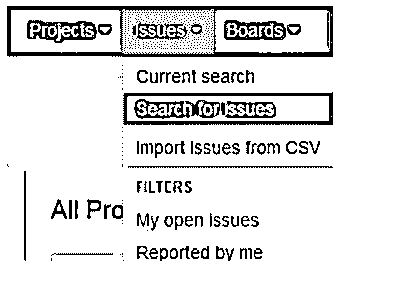 Projects Issues Boards
Current search
Search for issues
Import Issues from CSV
FILTERS
All Pro
My open issues
Reported by me